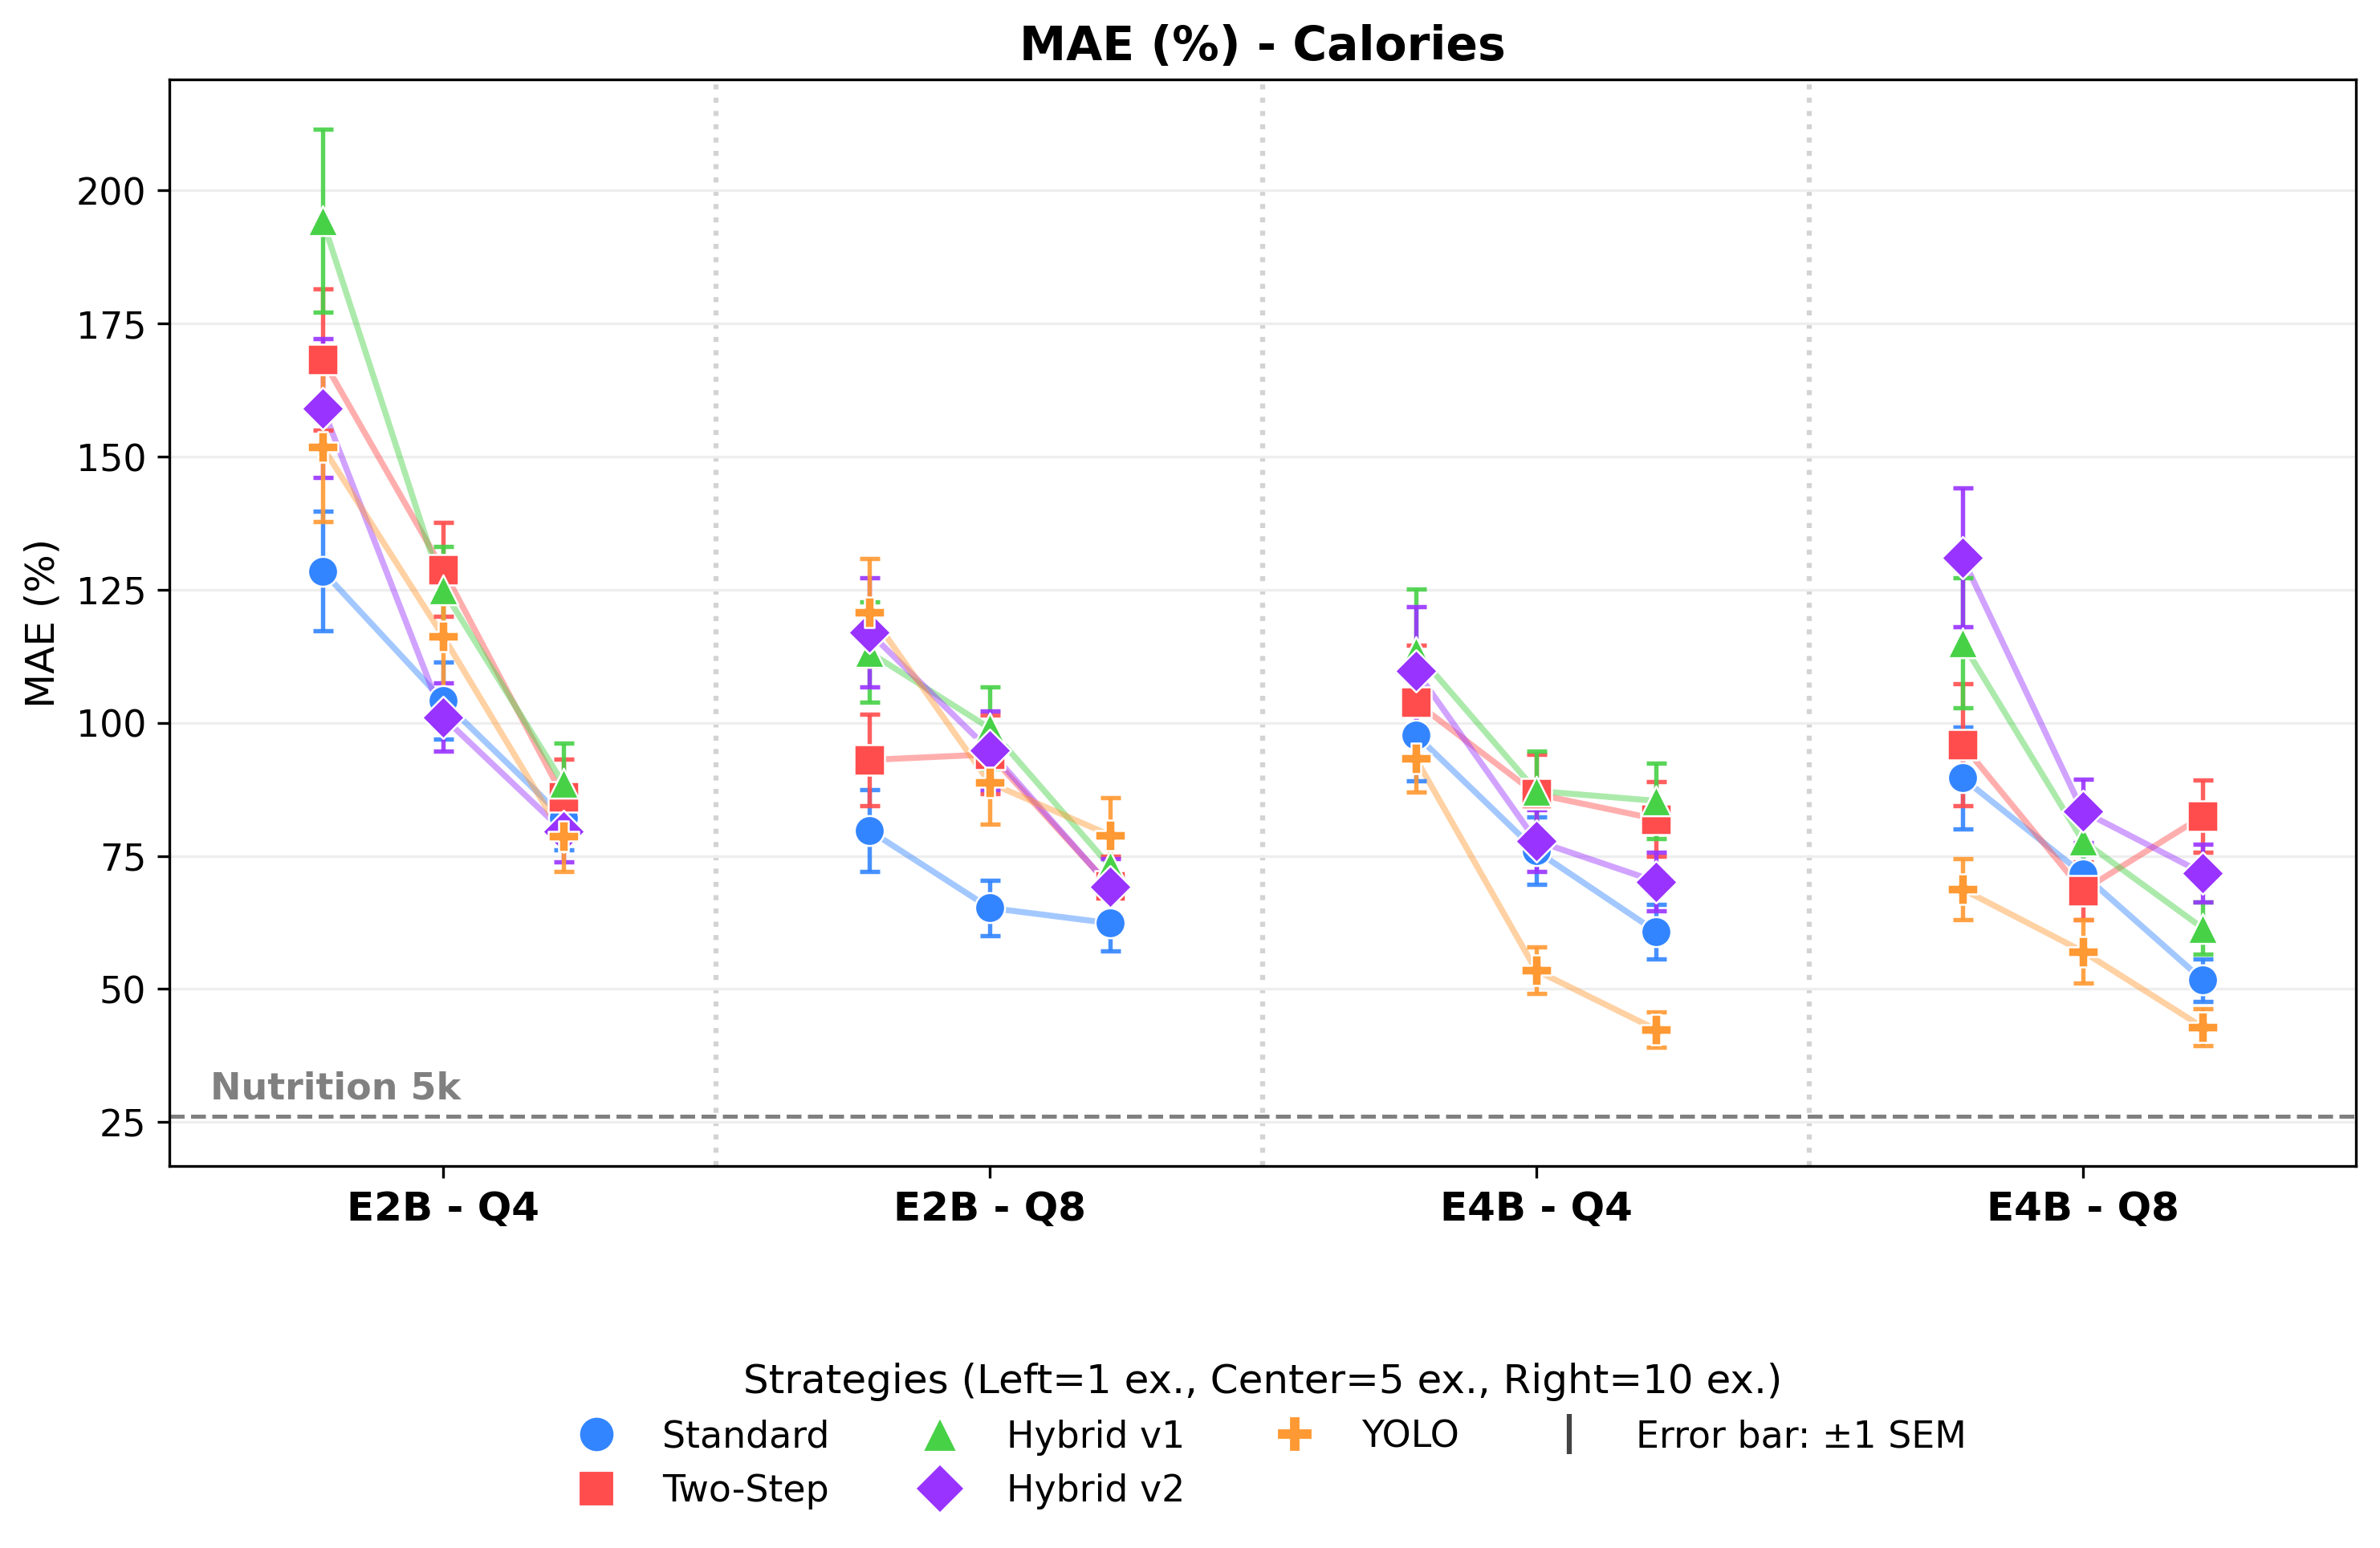 MAE (%) - Calories
MAE (%)
200
175
150
125
100
75
50
25
Nutrition 5k
E2B - Q4
E2B - Q8
E4B - Q4
E4B - Q8
Strategies (Left=1 ex., Center=5 ex., Right=10 ex.)
Standard
Hybrid v1
YOLO
Error bar: ±1 SEM
Two-Step
Hybrid v2